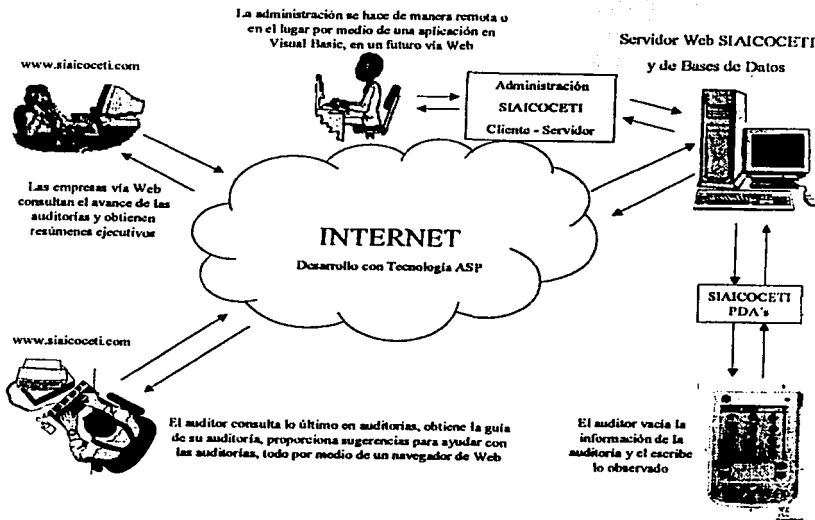 La administración se hace de manera remota o
en el lugar por medio de una aplicación en
Visual Basic, en un futuro vía Web
Servidor Web SIAICOCETI
y de Bases de Datos
www.siaicoceti.com
Administración
SIAICOCETI
Cliente - Servidor
Las empresas vía Web
consultan el avance de las
auditorías y obtienen
resúmenes ejecutivos
INTERNET
Desarrollo con Tecnología ASP
SIAICOCETI
PDA's
www.siaicoceti.com
El auditor consulta lo último en auditorías, obtiene la guía
de su auditoría, proporciona sugerencias para ayudar con
las auditorías, todo por medio de un navegador de Web
El auditor vacía la
información de la
auditoría y el escribe
lo observado